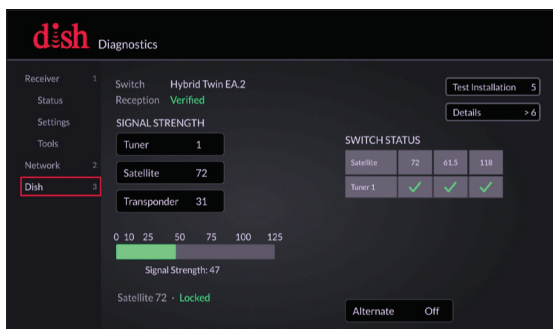 dish Diagnostics
Receiver 1
Status
Settings
Tools
Network 2
Dish 3
Switch Hybrid Twin EA.2
Reception Verified
SIGNAL STRENGTH
Tuner 1
Satellite 72
Transponder 31
0 10 25 50 75 100 125
Signal Strength: 47
Satellite 72 • Locked
Test Installation 5
Details > 6
SWITCH STATUS
Satellite 72 61.5 118
Tuner 1 ✓ ✓ ✓
Alternate Off